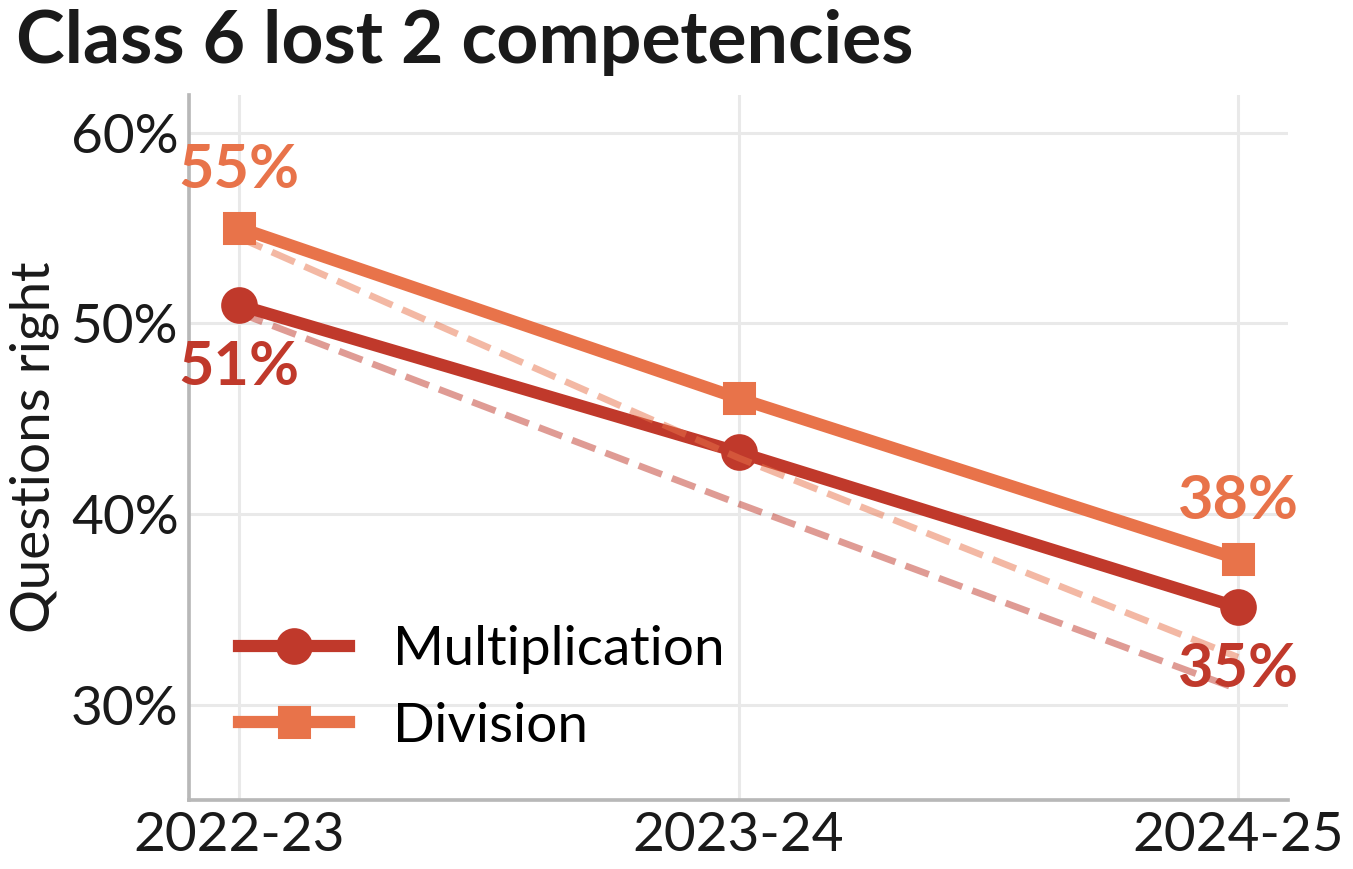 Class 6 lost 2 competencies
60%
55%
50%
51%
40%
38%
35%
30%
Questions right
Multiplication
Division
2022-23
2023-24
2024-25